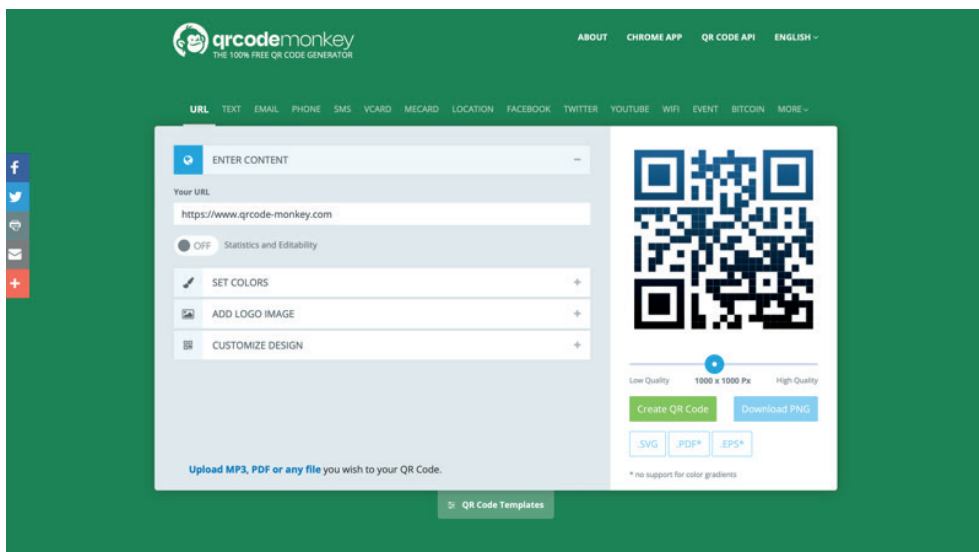 qrcodemonkey
THE 100% FREE QR CODE GENERATOR
ABOUT CHROME APP QR CODE API ENGLISH
URL TEXT EMAIL PHONE SMS VCARD MECARD LOCATION FACEBOOK TWITTER YOUTUBE WIFI EVENT BITCOIN MORE
ENTER CONTENT
Your URL
https://www.qrcode-monkey.com
OFF Statistics and Editability
SET COLORS
ADD LOGO IMAGE
CUSTOMIZE DESIGN
Upload MP3, PDF or any file you wish to your QR Code.
Low Quality 1000 x 1000 Px High Quality
Create QR Code Download PNG
.SVG .PDF* .EPS*
* no support for color gradients
QR Code Templates